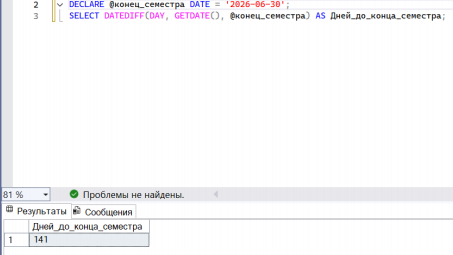 2 DECLARE @конец_семестра DATE = '2026-06-30';
3 SELECT DATEDIFF(DAY, GETDATE(), @конец_семестра) AS Дней_до_конца_семестра;
81 % Проблемы не найдены.
Результаты Сообщения
Дней_до_конца_семестра
1 141